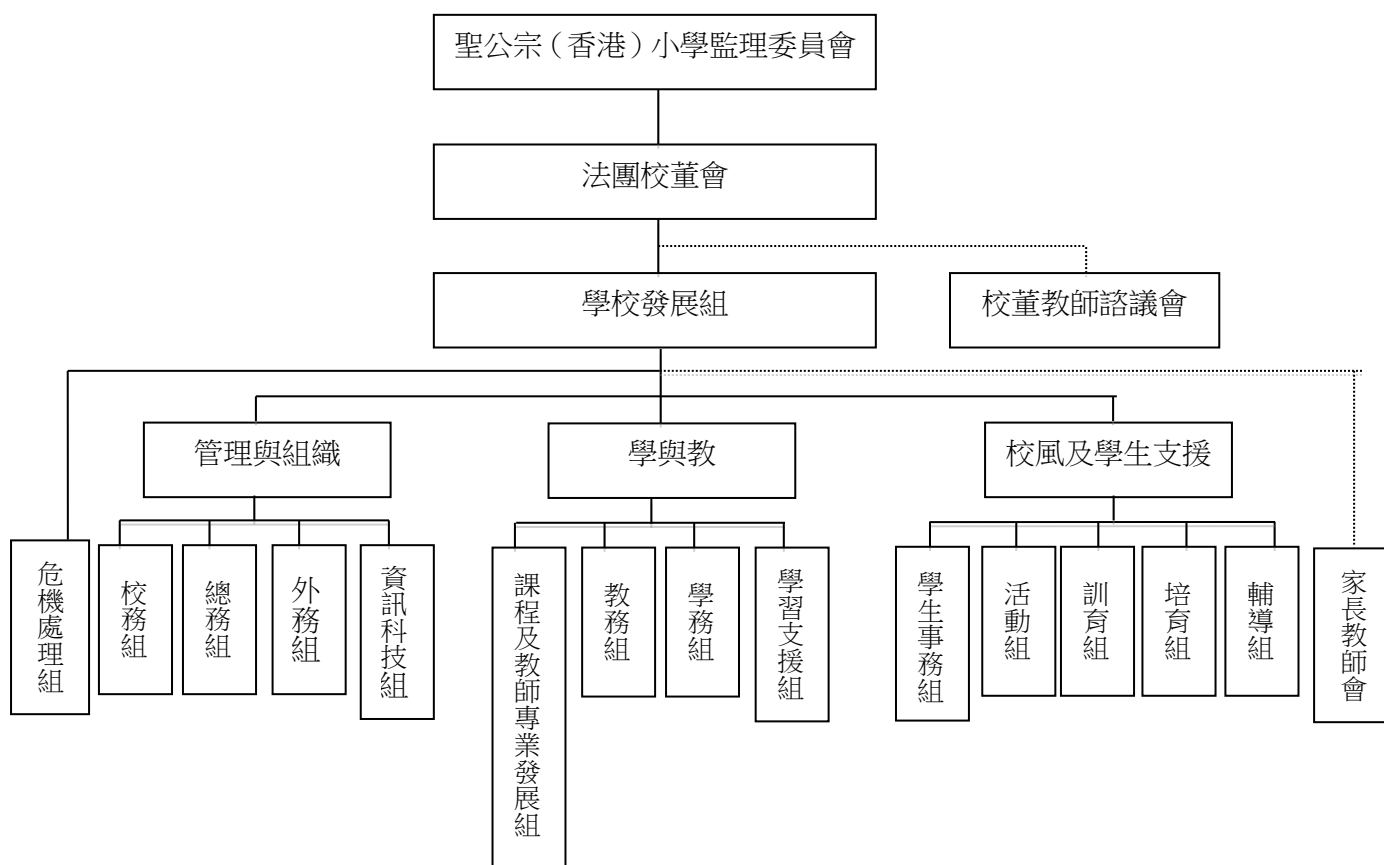 聖公宗（香港）小學監理委員會
法團校董會
學校發展組
校董教師諮議會
管理與組織
學與教
校風及學生支援
危機處理組
校務組
總務組
外務組
資訊科技組
課程及教師專業發展組
教務組
學務組
學習支援組
學生事務組
活動組
訓育組
培育組
輔導組
家長教師會